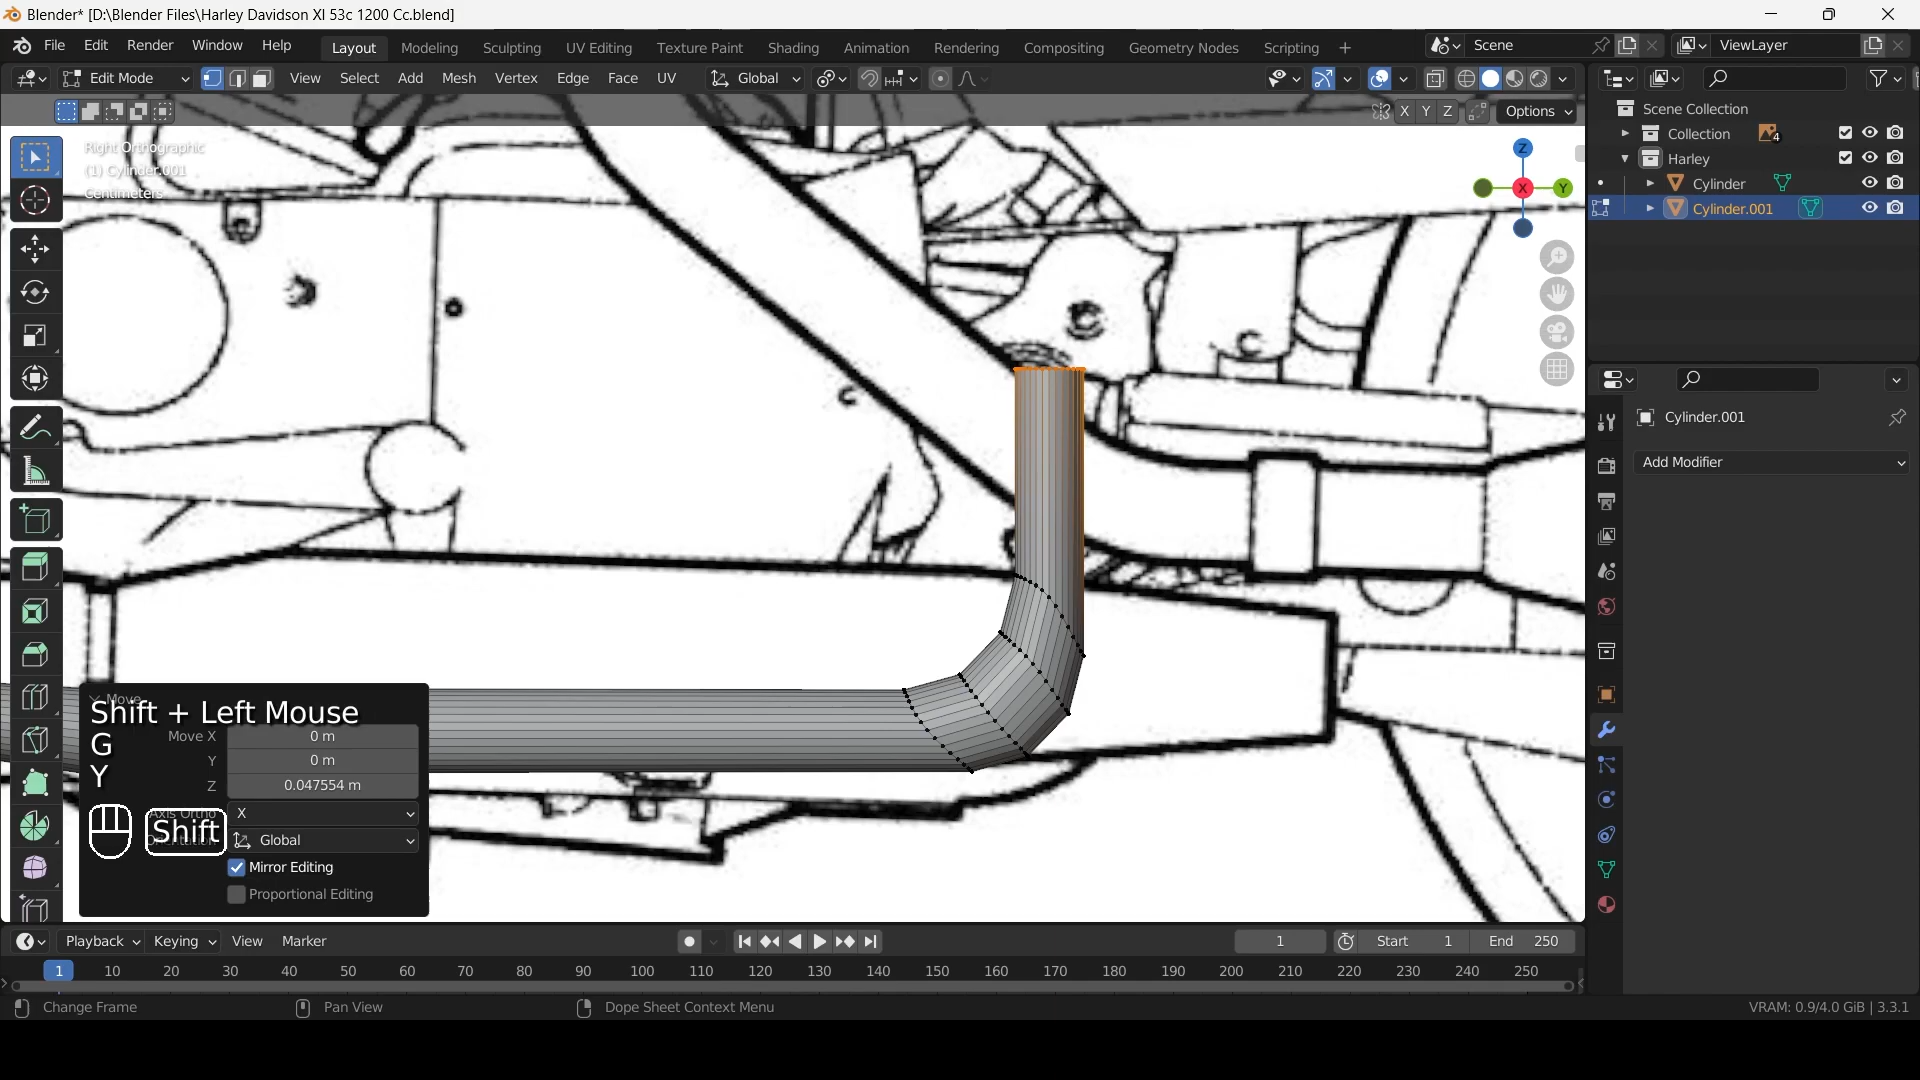 Blender* [D:\Blender Files\Harley Davidson Xl 53c 1200 Cc.blend]
File Edit Render Window Help Layout Modeling Sculpting UV Editing Texture Paint Shading Animation Rendering Compositing Geometry Nodes Scripting + Scene ViewLayer
Edit Mode View Select Add Mesh Vertex Edge Face UV Global
X Y Z Options
Scene Collection
Collection 4
Harley
Cylinder
Cylinder.001
Right Orthographic
(1) Cylinder.001
Centimeters
Z
X Y
Cylinder.001
Add Modifier
Move
Shift + Left Mouse
Move X 0 m
G
Y 0 m
Y
Z 0.047554 m
Axis Ortho X
Shift
Orientation Global
Mirror Editing
Proportional Editing
Playback Keying View Marker 1 Start 1 End 250
1 10 20 30 40 50 60 70 80 90 100 110 120 130 140 150 160 170 180 190 200 210 220 230 240 250
Change Frame Pan View Dope Sheet Context Menu VRAM: 0.9/4.0 GiB | 3.3.1